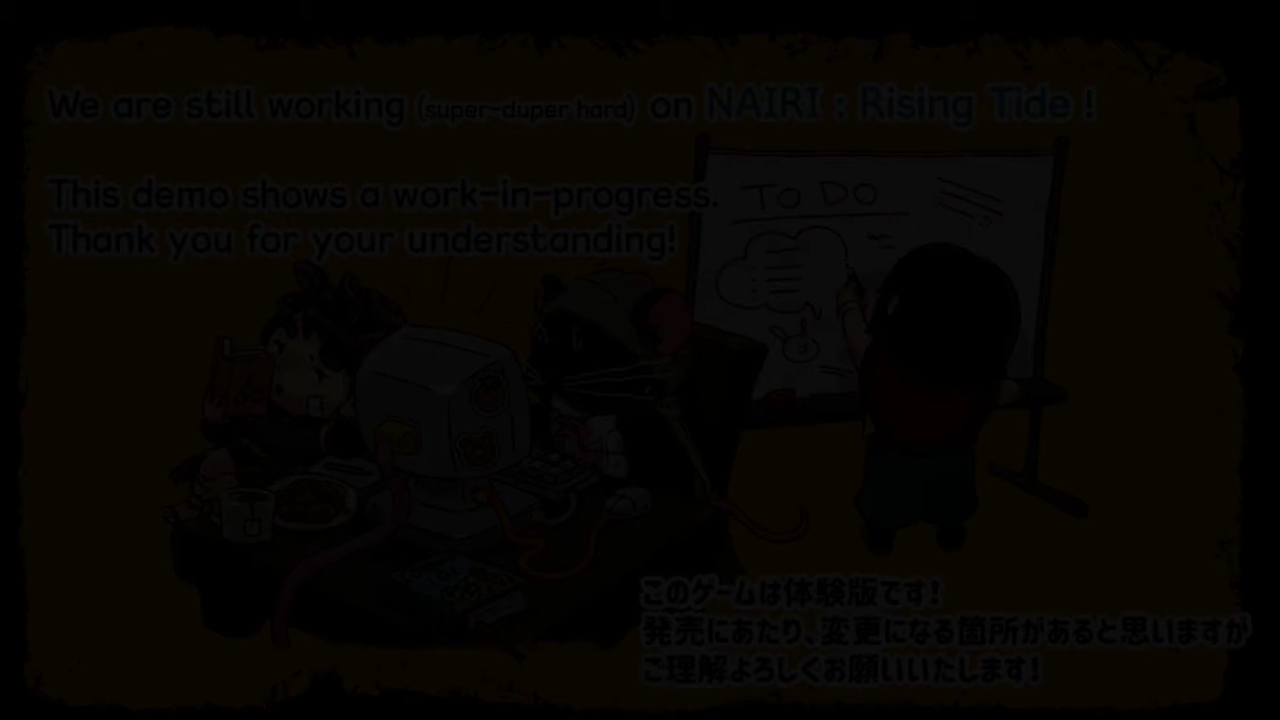 We are still working (super-duper hard) on NAIRI : Rising Tide !
This demo shows a work-in-progress.
Thank you for your understanding!
TO DO
このゲームは体験版です!
発売にあたり、変更になる箇所があると思いますが
ご理解よろしくお願いいたします!